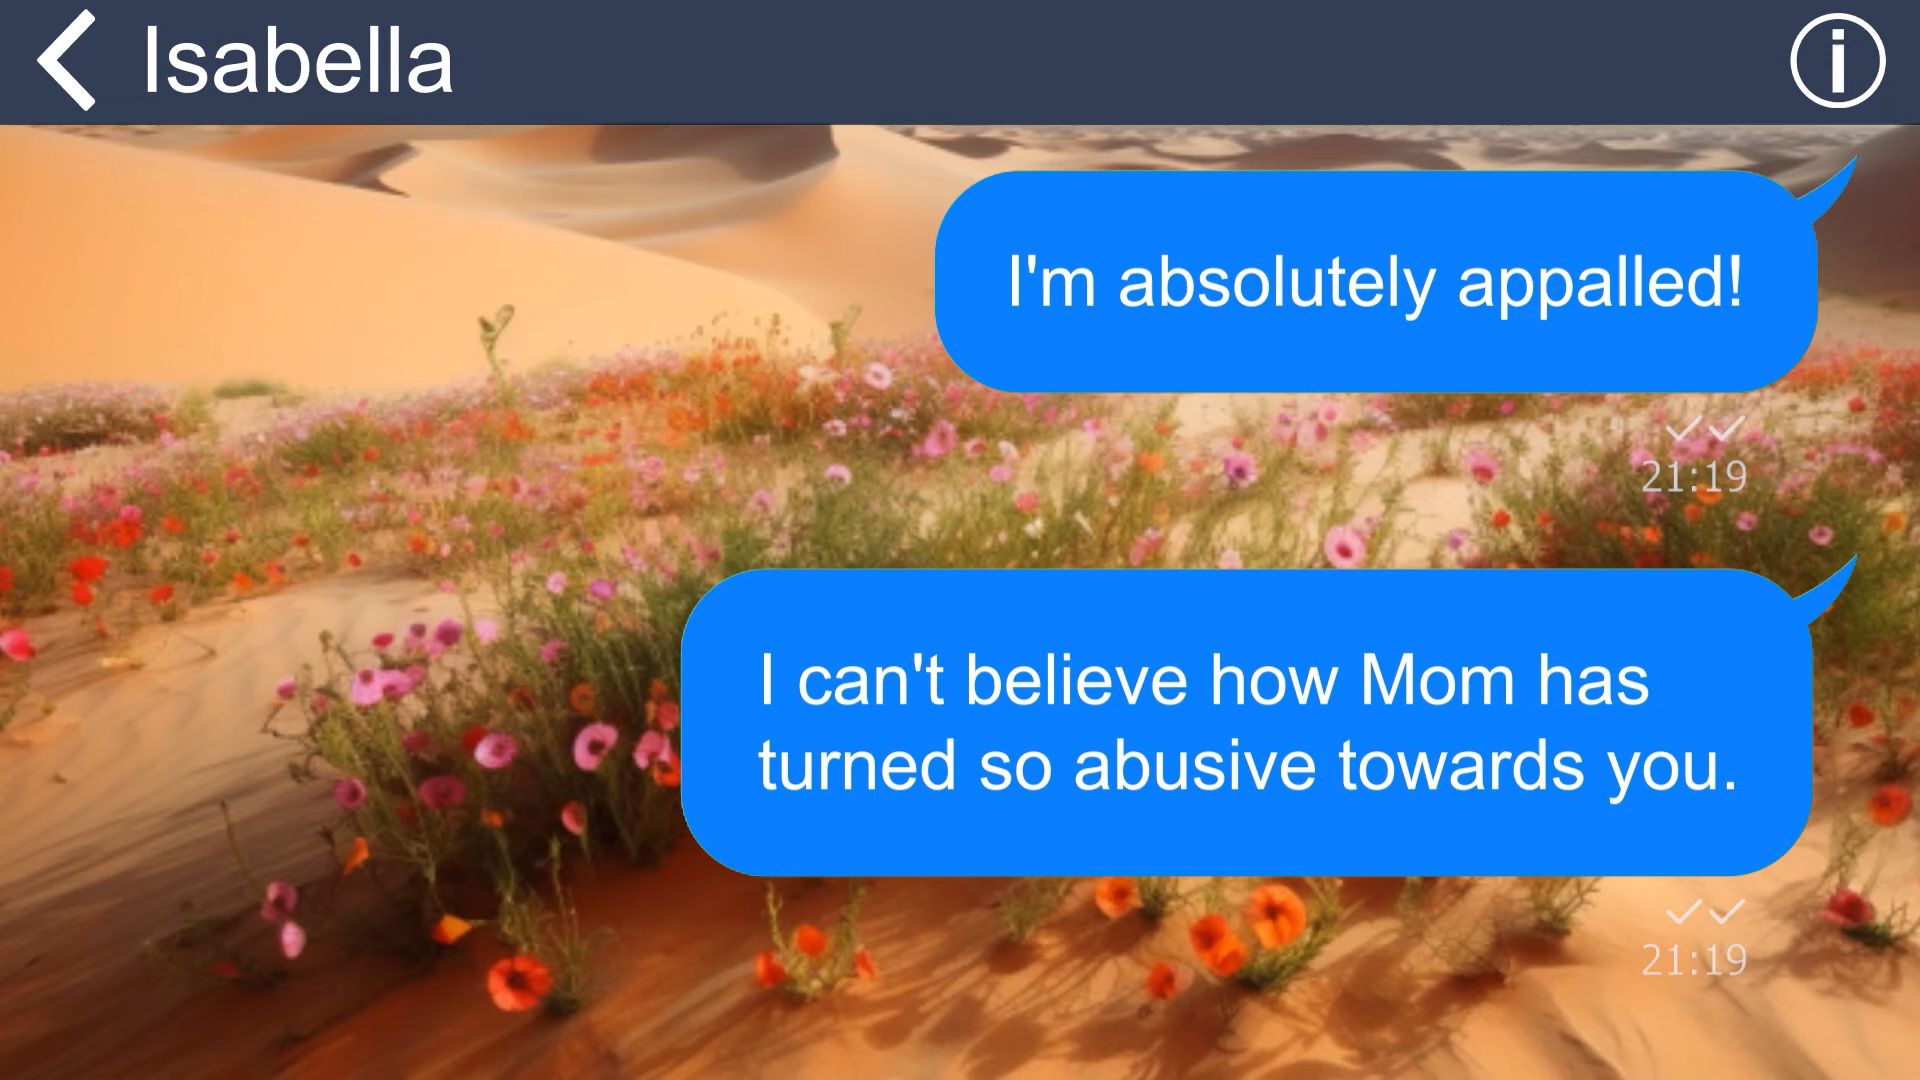 Isabella
I'm absolutely appalled!
21:19
I can't believe how Mom has
turned so abusive towards you.
21:19